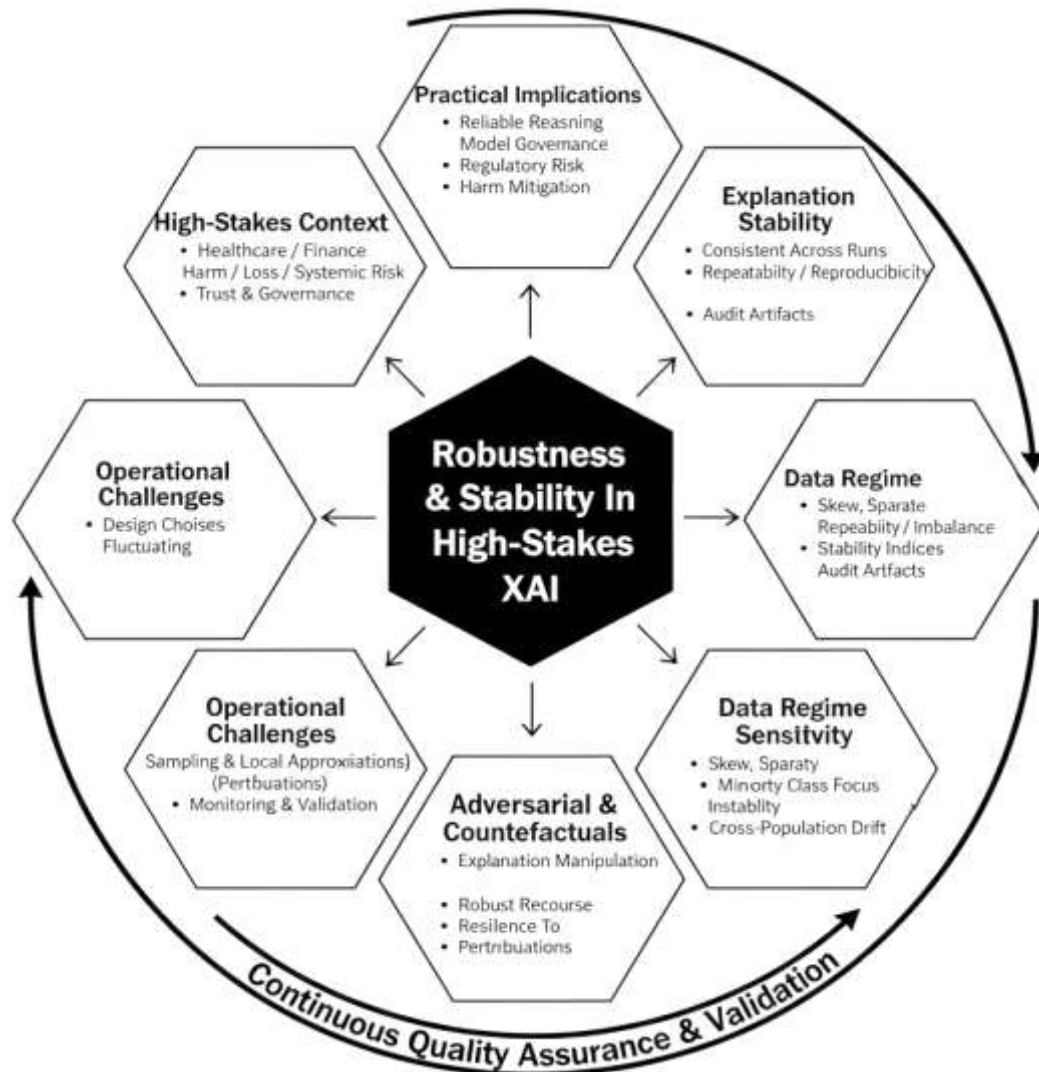 Practical Implications
• Reliable Reasning
Model Governance
• Regulatory Risk
• Harm Mitigation
Explanation
Stability
• Consistent Across Runs
• Repeatabilty / Reproducibicity
• Audit Artifacts
High-Stakes Context
• Healthcare / Finance
Harm / Loss / Systemic Risk
• Trust & Governance
Robustness
& Stability In
High-Stakes
XAI
Operational
Challenges
• Design Choises
Fluctuating
Data Regime
• Skew, Sparate
Repeabiity / Imbalance
• Stability Indices
Audit Artfacts
Operational
Challenges
Sampling & Local Approxiiations)
(Pertbuations)
• Monitoring & Validation
Adversarial &
Countefactuals
• Explanation Manipulation
• Robust Recourse
• Resilence To
• Pertnbuations
Data Regime
Sensitvity
• Skew, Sparaty
• Minorty Class Focus
Instablity
• Cross-Population Drift
Continuous Quality Assurance & Validation